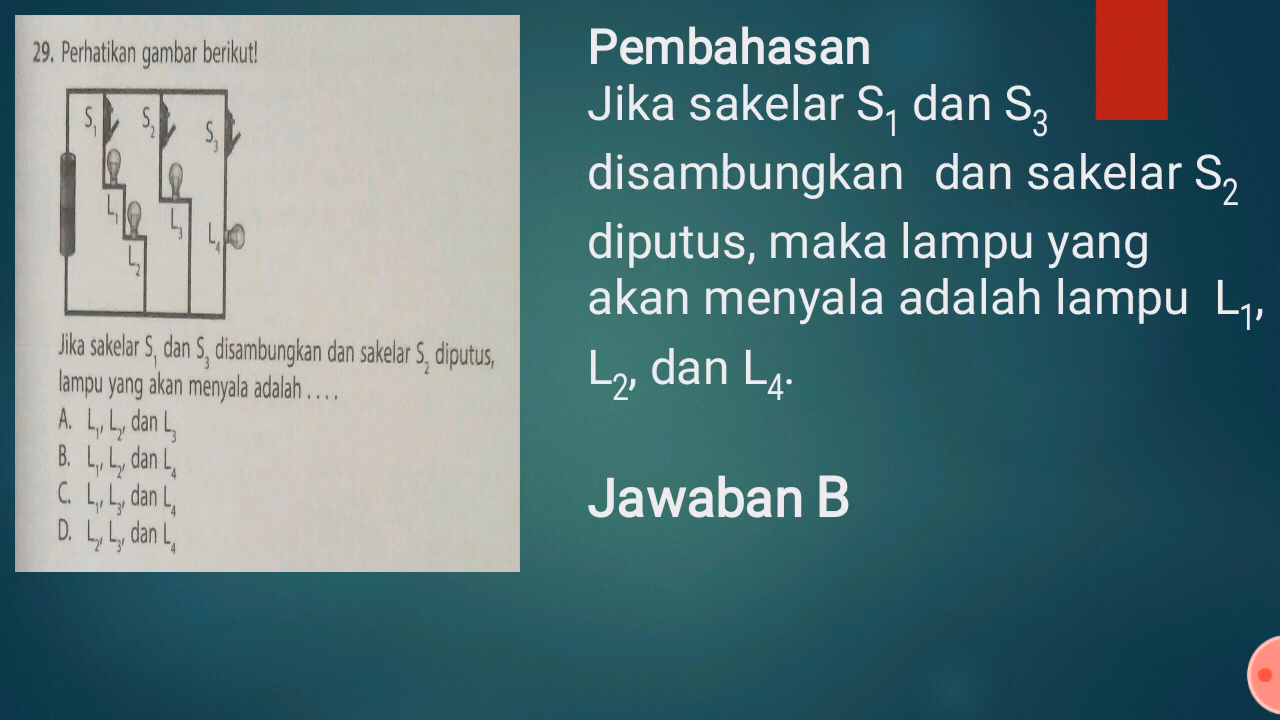 29. Perhatikan gambar berikut!
S₁ S₂ S₃
L₁ L₃ L₄
L₂
Jika sakelar S₁ dan S₃ disambungkan dan sakelar S₂ diputus,
lampu yang akan menyala adalah . . . .
A. L₁, L₂, dan L₃
B. L₁, L₂, dan L₄
C. L₁, L₃, dan L₄
D. L₂, L₃, dan L₄
Pembahasan
Jika sakelar S₁ dan S₃
disambungkan dan sakelar S₂
diputus, maka lampu yang
akan menyala adalah lampu L₁,
L₂, dan L₄.
Jawaban B